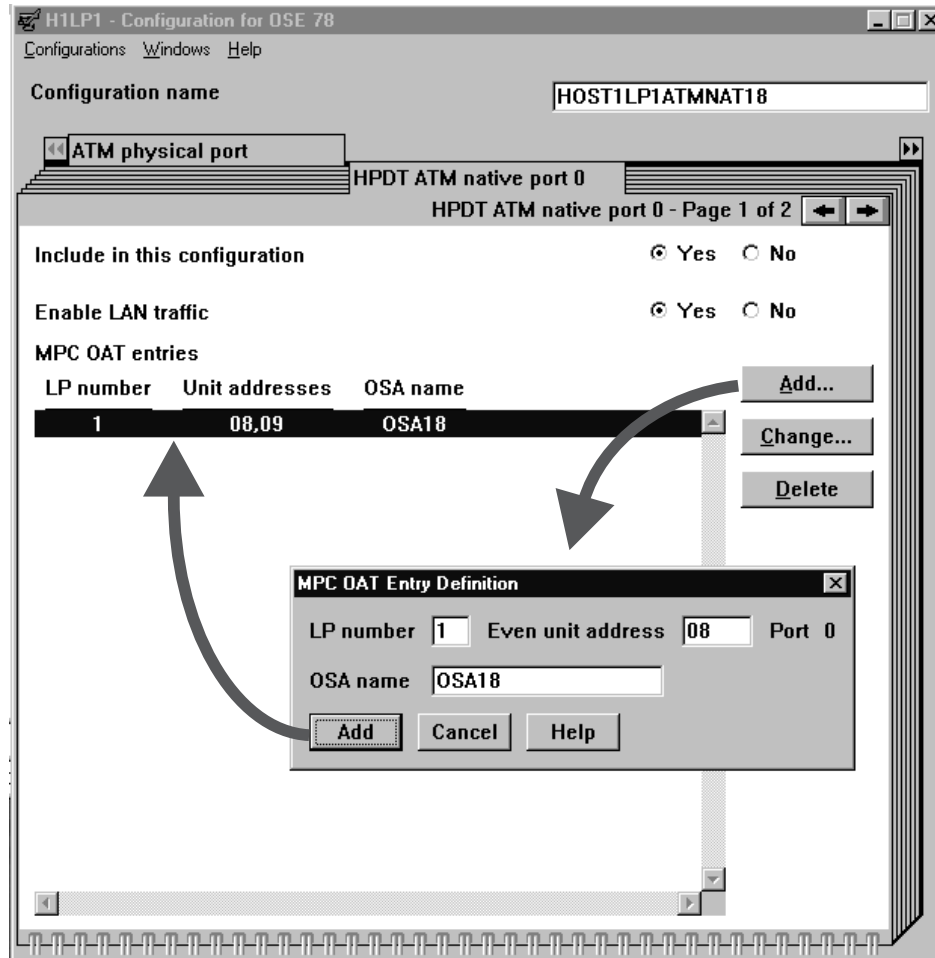 H1LP1 - Configuration for OSE 78
Configurations Windows Help
Configuration name HOST1LP1ATMNAT18
ATM physical port
HPDT ATM native port 0
HPDT ATM native port 0 - Page 1 of 2
Include in this configuration Yes No
Enable LAN traffic Yes No
MPC OAT entries
LP number Unit addresses OSA name
1 08,09 OSA18
Add...
Change...
Delete
MPC OAT Entry Definition
LP number 1 Even unit address 08 Port 0
OSA name OSA18
Add Cancel Help